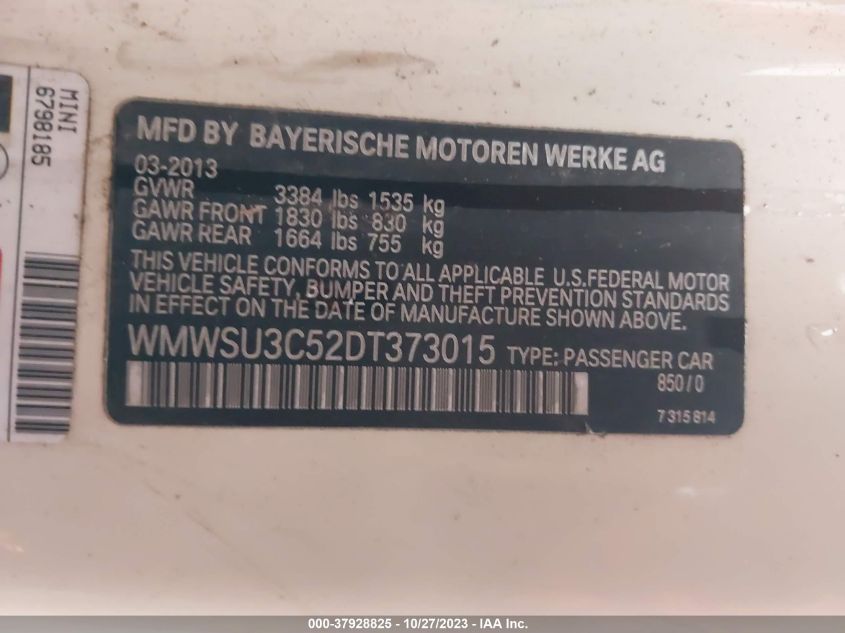 MINI
6798185
MFD BY BAYERISCHE MOTOREN WERKE AG
03-2013
GVWR 3384 lbs 1535 kg
GAWR FRONT 1830 lbs 830 kg
GAWR REAR 1664 lbs 755 kg
THIS VEHICLE CONFORMS TO ALL APPLICABLE U.S.FEDERAL MOTOR
VEHICLE SAFETY, BUMPER AND THEFT PREVENTION STANDARDS
IN EFFECT ON THE DATE OF MANUFACTURE SHOWN ABOVE.
WMWSU3C52DT373015 TYPE: PASSENGER CAR
850/0
7315814
000-37928825 - 10/27/2023 - Copyright © IAA, Inc.